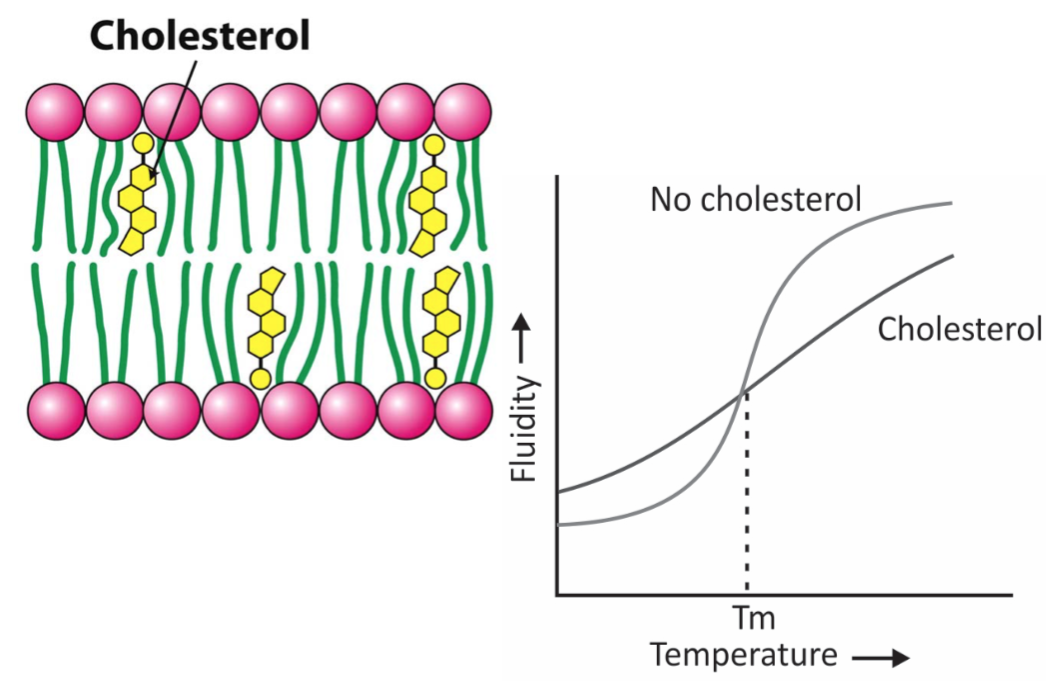 Cholesterol
No cholesterol
Cholesterol
Fluidity
Tm
Temperature